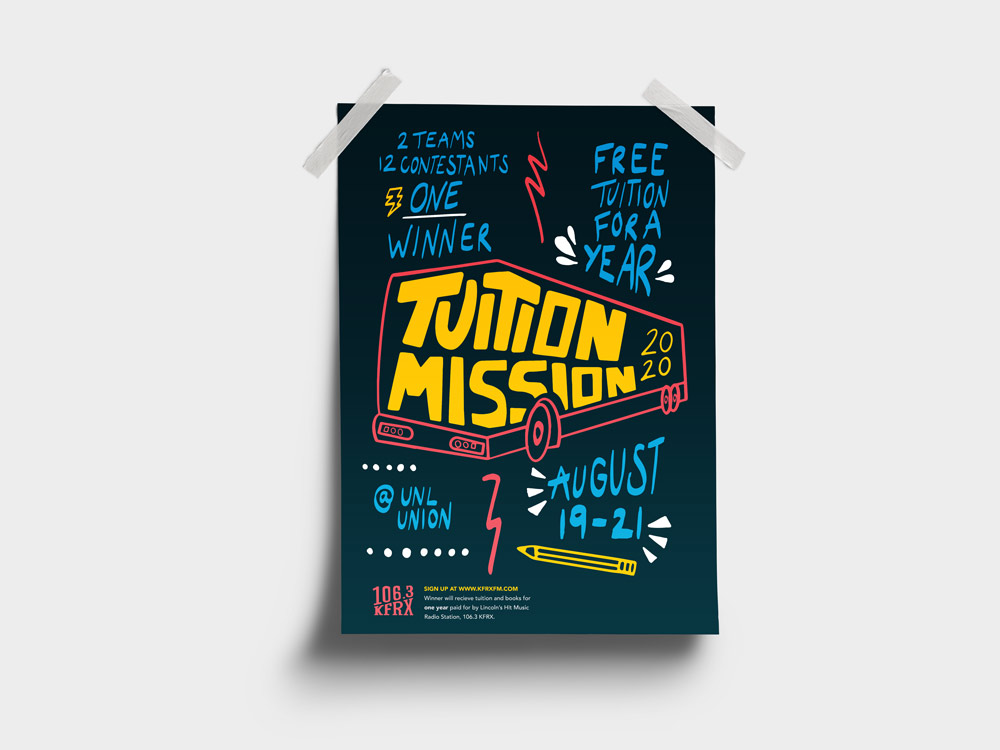 2 TEAMS
12 CONTESTANTS
ONE
WINNER
FREE
TUITION
FOR A
YEAR
TUITION
MISSION
20
20
@ UNL
UNION
AUGUST
19-21
106.3
KFRX
SIGN UP AT WWW.KFRXFM.COM
Winner will recieve tuition and books for
one year paid for by Lincoln's Hit Music
Radio Station, 106.3 KFRX.